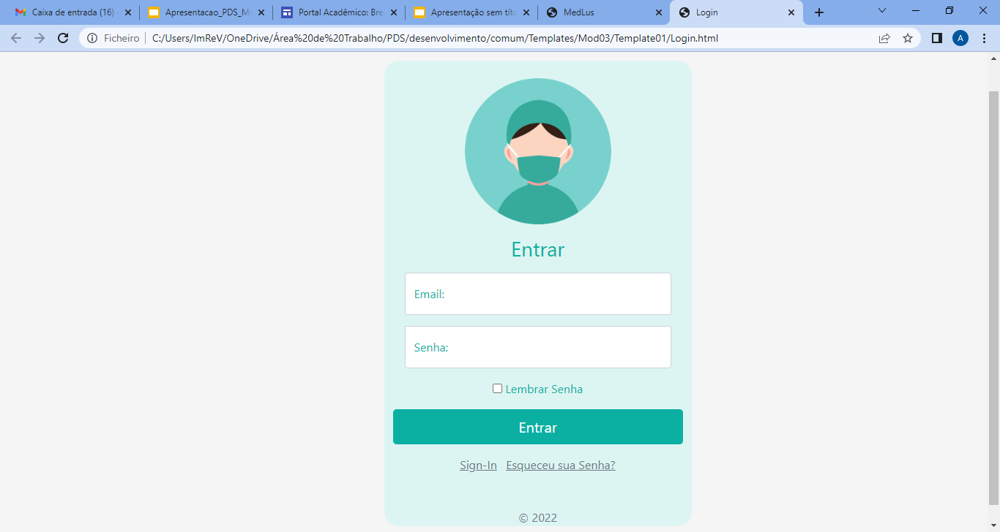 Caixa de entrada (16)
Apresentacao_PDS_Mo
Portal Acadêmico: Bre
Apresentação sem títu
MedLus
Login
Ficheiro
C:/Users/ImReV/OneDrive/Área%20de%20Trabalho/PDS/desenvolvimento/comum/Templates/Mod03/Template01/Login.html
A
Entrar
Email:
Senha:
Lembrar Senha
Entrar
Sign-In Esqueceu sua Senha?
© 2022